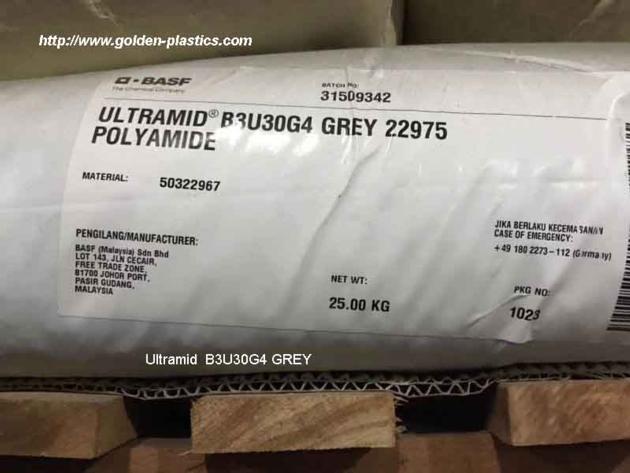 http://www.golden-plastics.com
BASF
The Chemical Company
BATCH NO:
31509342
ULTRAMID® B3U30G4 GREY 22975
POLYAMIDE
MATERIAL: 50322967
PENGILANG/MANUFACTURER:
BASF (Malaysia) Sdn Bhd
LOT 143, JLN CECAIR,
FREE TRADE ZONE,
81700 JOHOR PORT,
PASIR GUDANG,
MALAYSIA
NET WT:
25.00 KG
JIKA BERLAKU KECEMASAN/IN
CASE OF EMERGENCY:
+49 180 2273-112 (Germany)
PKG NO:
1023
Ultramid B3U30G4 GREY